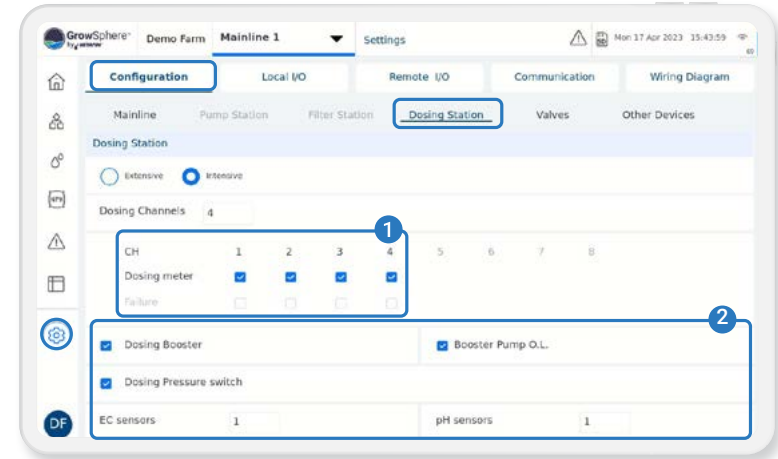 GrowSphere™ Demo Farm Mainline 1 Settings Mon 17 Apr 2023 15:43:59
by NETAFIM
Configuration Local I/O Remote I/O Communication Wiring Diagram
Mainline Pump Station Filter Station Dosing Station Valves Other Devices
Dosing Station
Extensive Intensive
Dosing Channels 4
1
CH 1 2 3 4 5 6 7 8
Dosing meter
Failure
2
Dosing Booster Booster Pump O.L.
Dosing Pressure switch
DF EC sensors 1 pH sensors 1